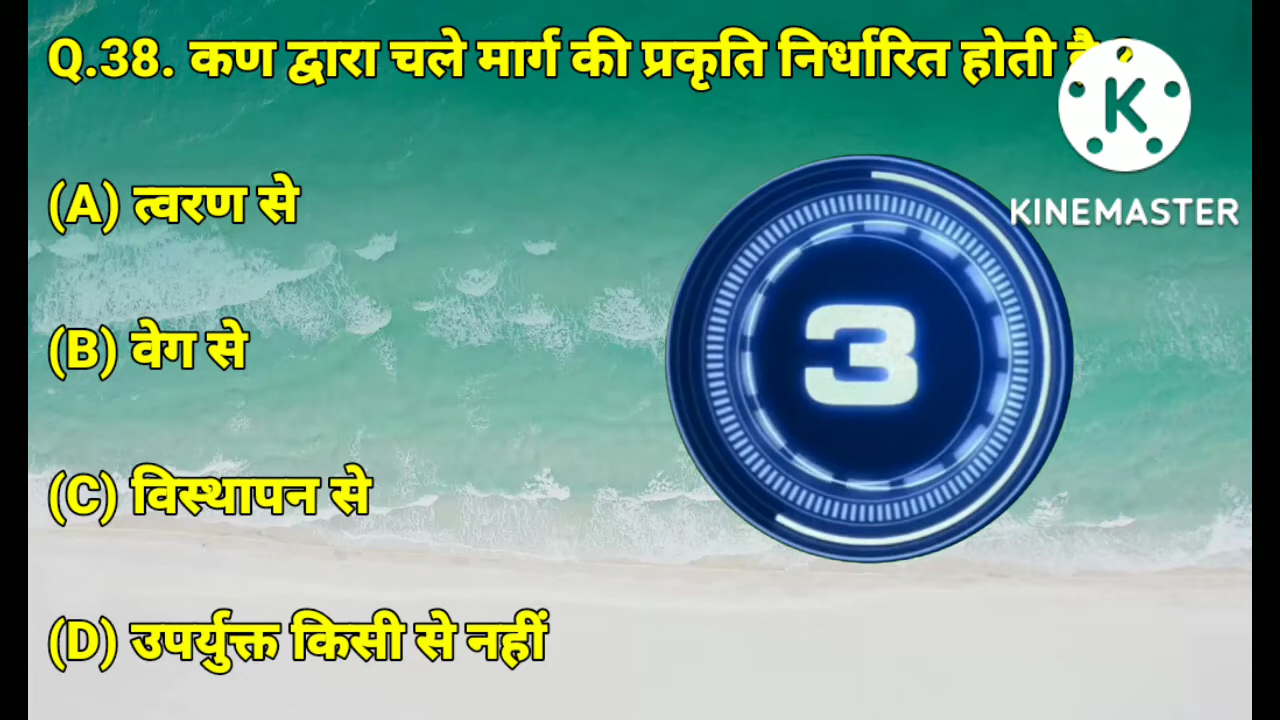 Q.38. कण द्वारा चले मार्ग की प्रकृति निर्धारित होती है ?
KINEMASTER
(A) त्वरण से
(B) वेग से
3
(C) विस्थापन से
(D) उपर्युक्त किसी से नहीं